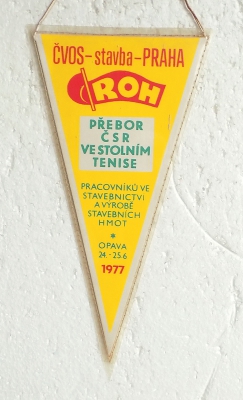 ČVOS-stavba-PRAHA
ROH
PŘEBOR
ČSR
VE STOLNÍM
TENISE
PRACOVNÍKŮ VE
STAVEBNICTVI
A VÝROBĚ
STAVEBNÍCH
HMOT
*
OPAVA
24.-25.6
1977